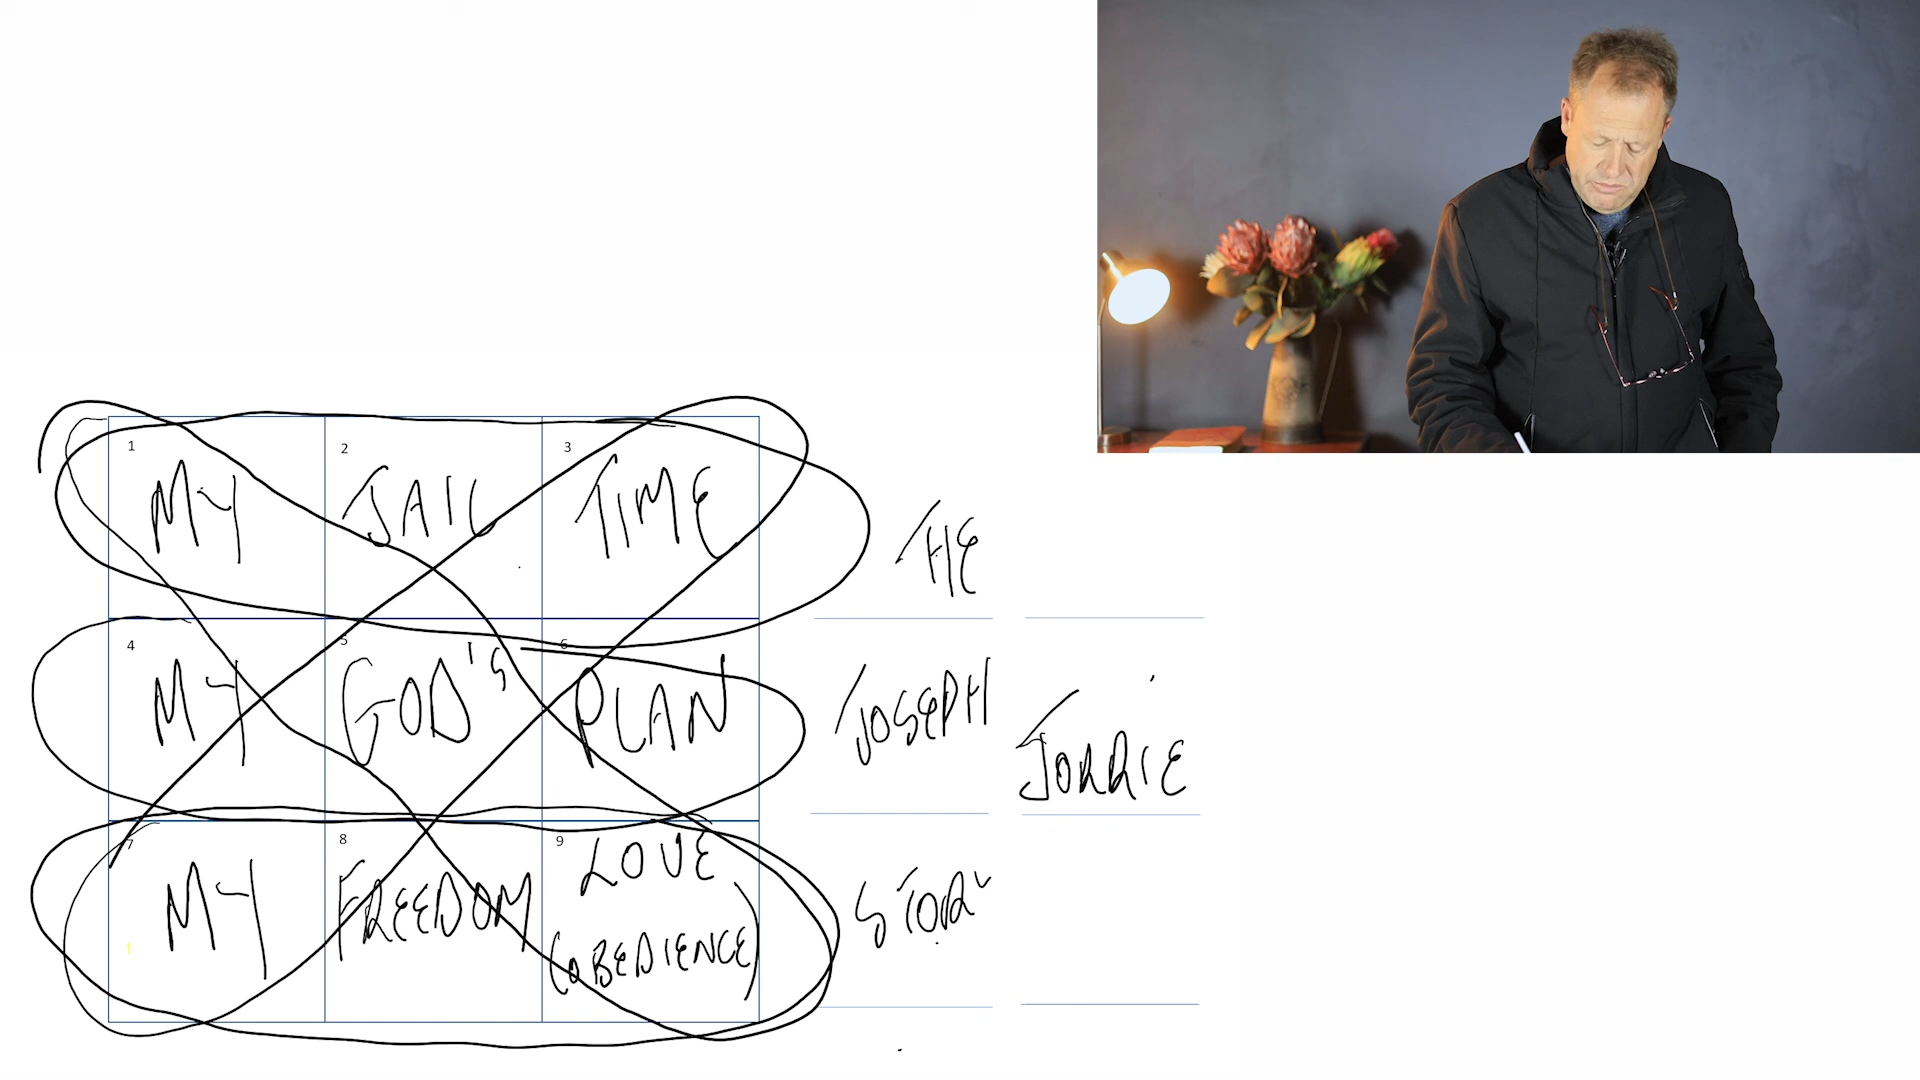 1 2 3
MY JAIL TIME
THE
4 5 6
MY GOD'S PLAN
JOSEPH
JORRIE
7 8 9
MY FREEDOM LOVE
(OBEDIENCE)
STORY